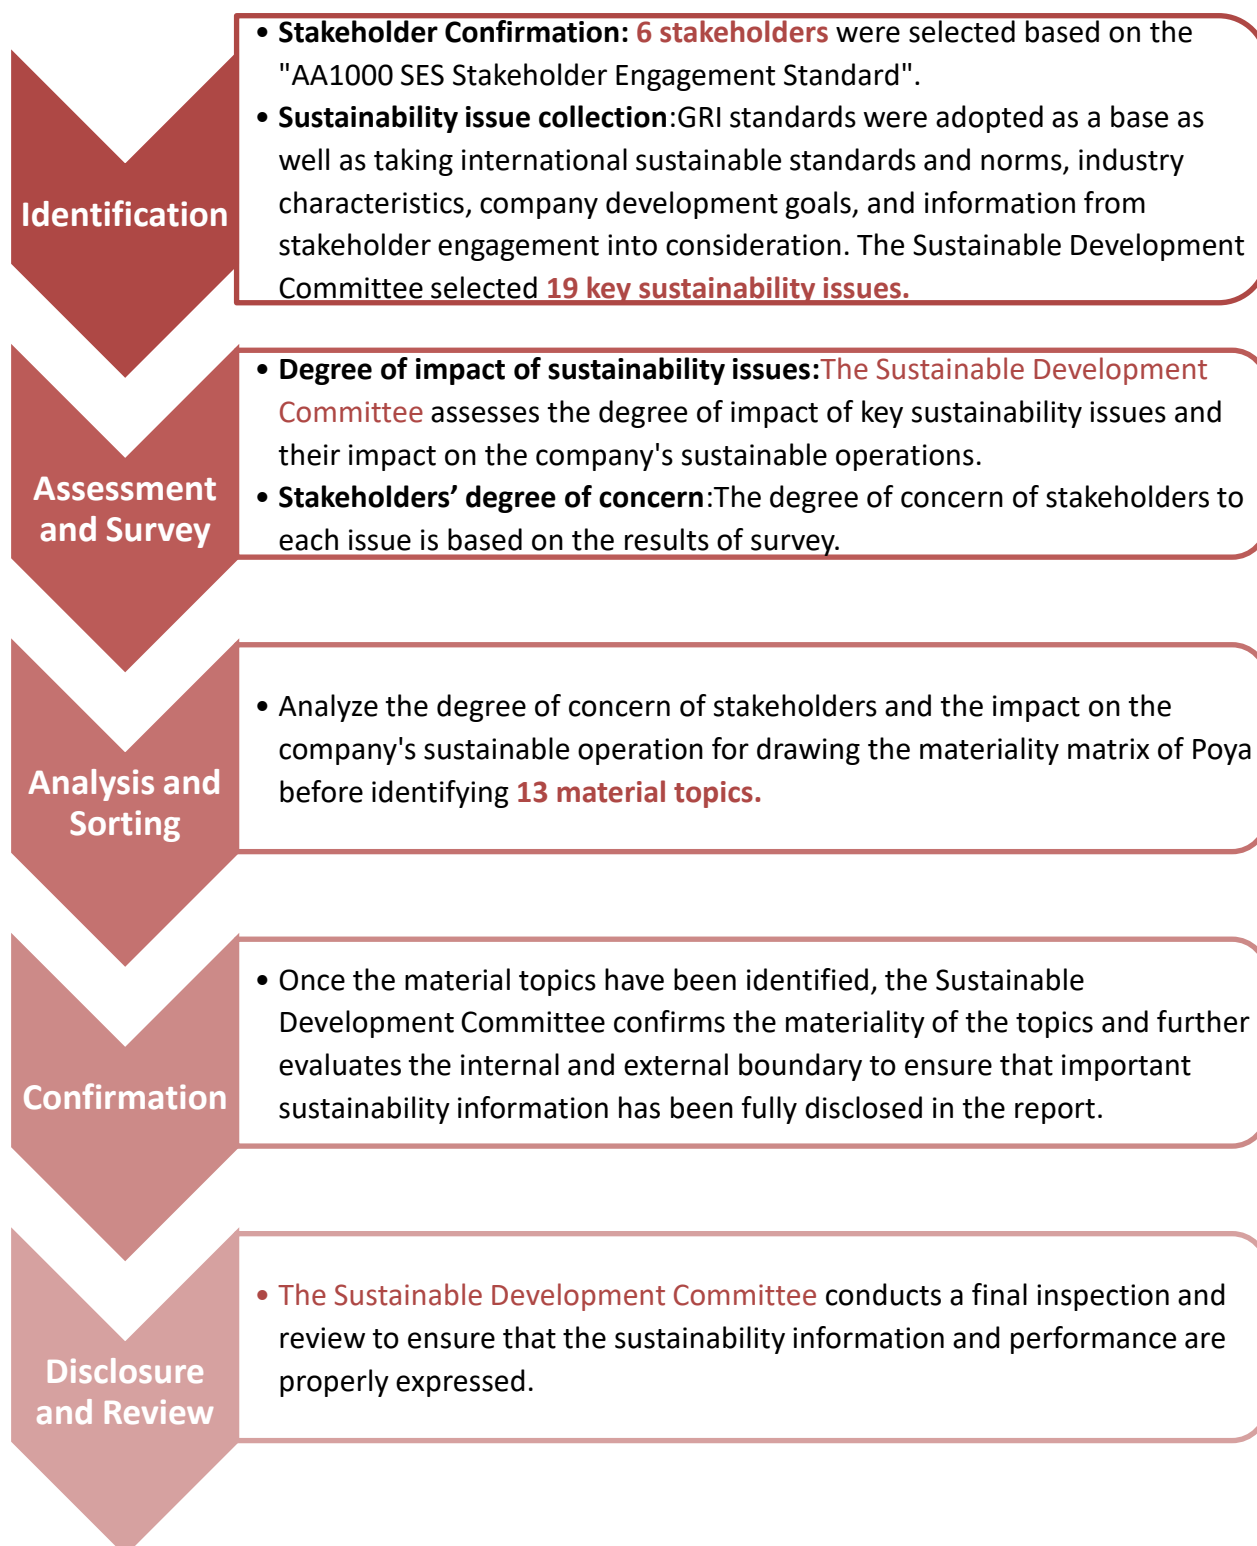 • Stakeholder Confirmation: 6 stakeholders were selected based on the
"AA1000 SES Stakeholder Engagement Standard".
• Sustainability issue collection:GRI standards were adopted as a base as
well as taking international sustainable standards and norms, industry
characteristics, company development goals, and information from
stakeholder engagement into consideration. The Sustainable Development
Committee selected 19 key sustainability issues.
Identification
• Degree of impact of sustainability issues:The Sustainable Development
Committee assesses the degree of impact of key sustainability issues and
their impact on the company's sustainable operations.
• Stakeholders’ degree of concern:The degree of concern of stakeholders to
each issue is based on the results of survey.
Assessment
and Survey
• Analyze the degree of concern of stakeholders and the impact on the
company's sustainable operation for drawing the materiality matrix of Poya
before identifying 13 material topics.
Analysis and
Sorting
• Once the material topics have been identified, the Sustainable
Development Committee confirms the materiality of the topics and further
evaluates the internal and external boundary to ensure that important
sustainability information has been fully disclosed in the report.
Confirmation
• The Sustainable Development Committee conducts a final inspection and
review to ensure that the sustainability information and performance are
properly expressed.
Disclosure
and Review